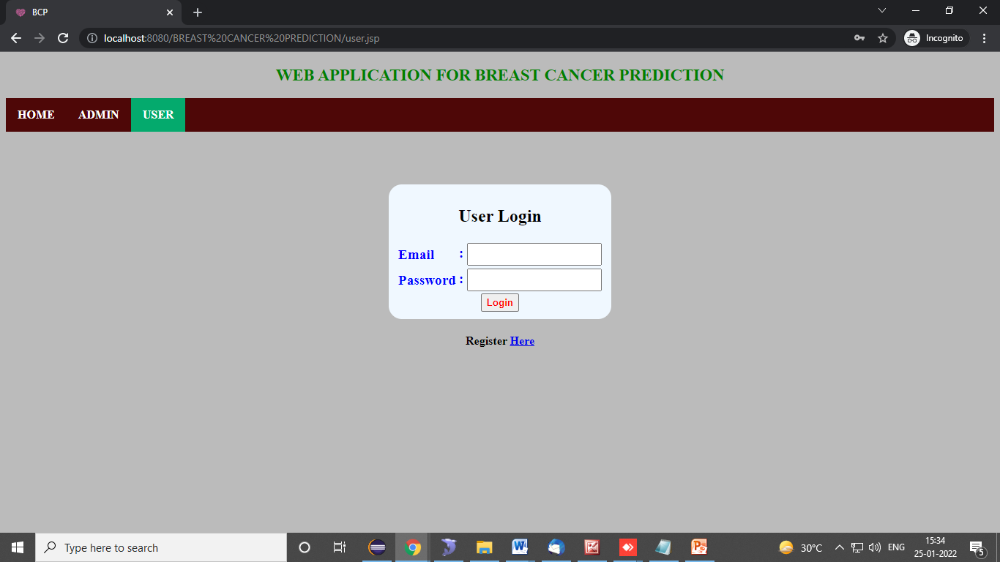 BCP
localhost:8080/BREAST%20CANCER%20PREDICTION/user.jsp
Incognito
WEB APPLICATION FOR BREAST CANCER PREDICTION
HOME ADMIN USER
User Login
Email :
Password :
Login
Register Here
Type here to search
30°C
ENG
15:34
25-01-2022
5